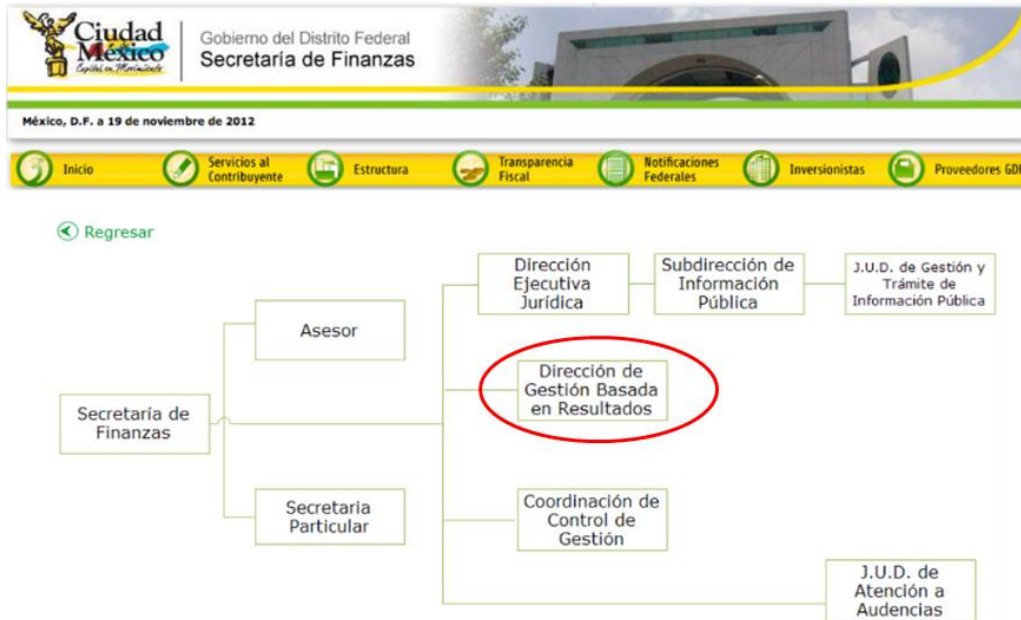 Ciudad
México
Capital en Movimiento
Gobierno del Distrito Federal
Secretaría de Finanzas
México, D.F. a 19 de noviembre de 2012
Inicio
Servicios al
Contribuyente
Estructura
Transparencia
Fiscal
Notificaciones
Federales
Inversionistas
Proveedores GDF
Regresar
Dirección
Ejecutiva
Jurídica
Subdirección de
Información
Pública
J.U.D. de Gestión y
Trámite de
Información Pública
Asesor
Dirección de
Gestión Basada
en Resultados
Secretaría de
Finanzas
Secretaria
Particular
Coordinación de
Control de
Gestión
J.U.D. de
Atención a
Audencias